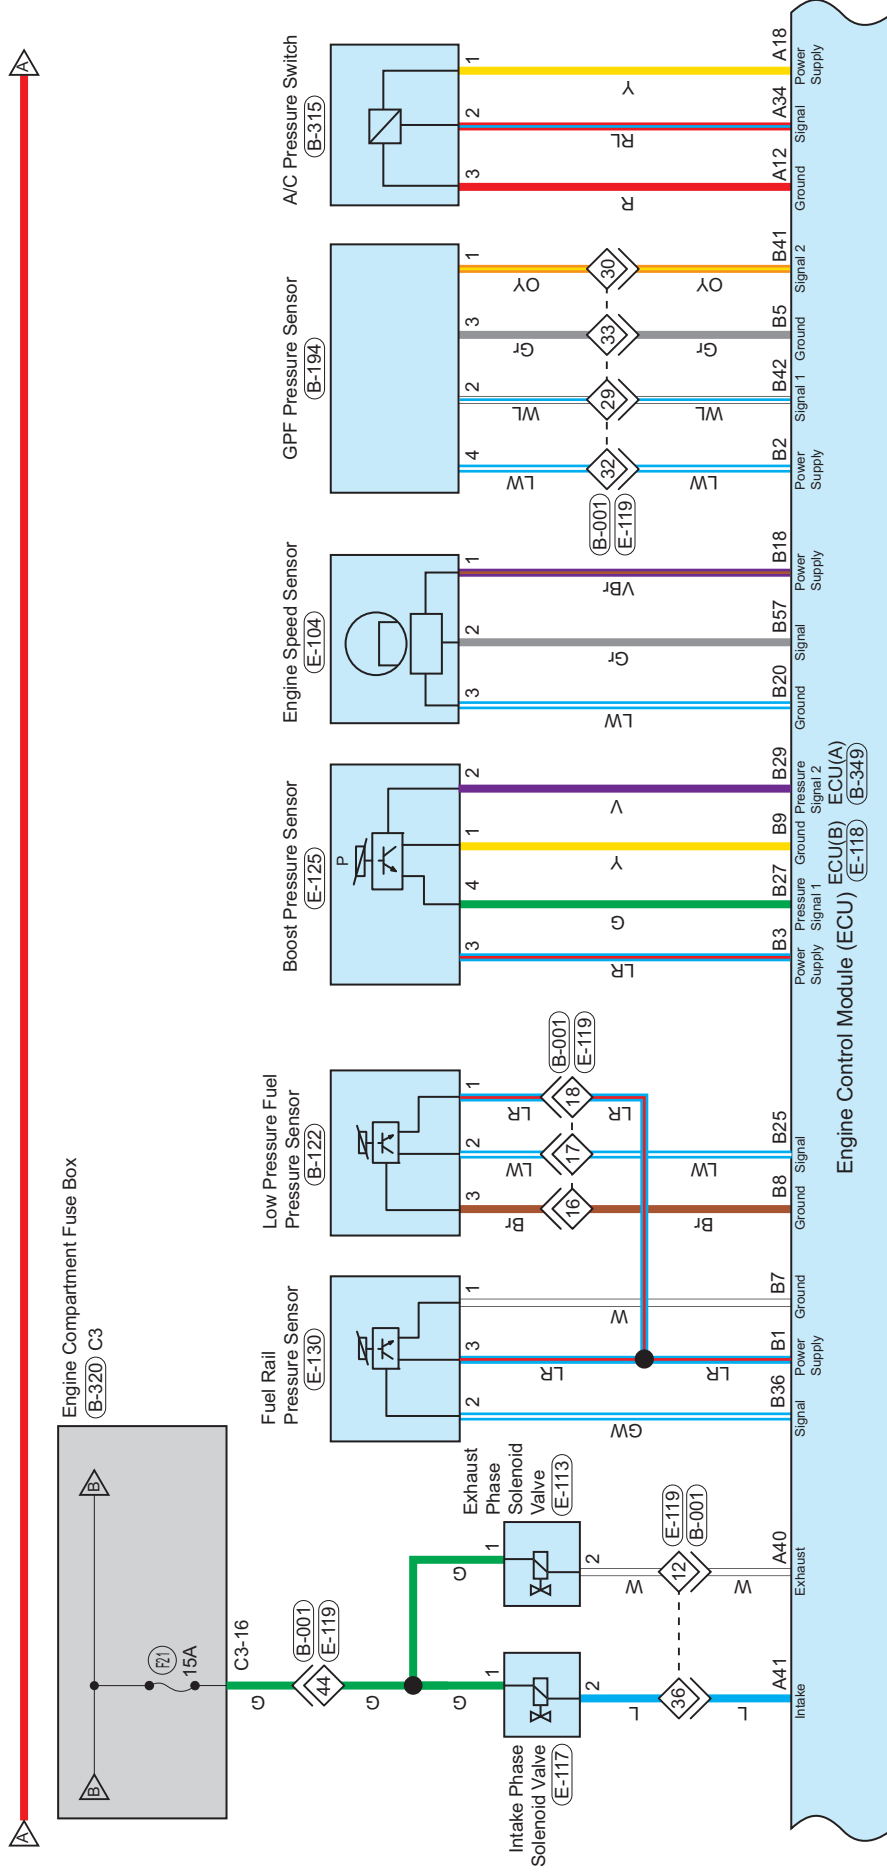 A
A
Engine Compartment Fuse Box
B-320 C3
B
B
F21
15A
C3-16
G
B-001
E-119
44
G
G
G
1
1
Intake Phase
Solenoid Valve
E-117
Exhaust
Phase
Solenoid
Valve
E-113
2
2
L
W
36
12
E-119
B-001
L
W
A41
A40
Intake
Exhaust
Fuel Rail
Pressure Sensor
E-130
2
3
1
GW
LR
W
LR
B36
B1
B7
Signal
Power
Supply
Ground
Low Pressure Fuel
Pressure Sensor
B-122
3
2
1
Br
LW
LR
16
17
18
B-001
E-119
LR
Br
LW
B8
B25
Ground
Signal
Boost Pressure Sensor
E-125
P
3
4
1
2
LR
G
Y
V
B3
B27
B9
B29
Power
Supply
Pressure
Signal 1
Ground
Pressure
Signal 2
Engine Speed Sensor
E-104
3
2
1
LW
Gr
VBr
B20
B57
B18
Ground
Signal
Power
Supply
GPF Pressure Sensor
B-194
4
2
3
1
LW
WL
Gr
OY
B-001
E-119
32
29
33
30
LW
WL
Gr
OY
B2
B42
B5
B41
Power
Supply
Signal 1
Ground
Signal 2
A/C Pressure Switch
B-315
3
2
1
R
RL
Y
A12
A34
A18
Ground
Signal
Power
Supply
Engine Control Module (ECU)
ECU(B) ECU(A)
E-118 B-349